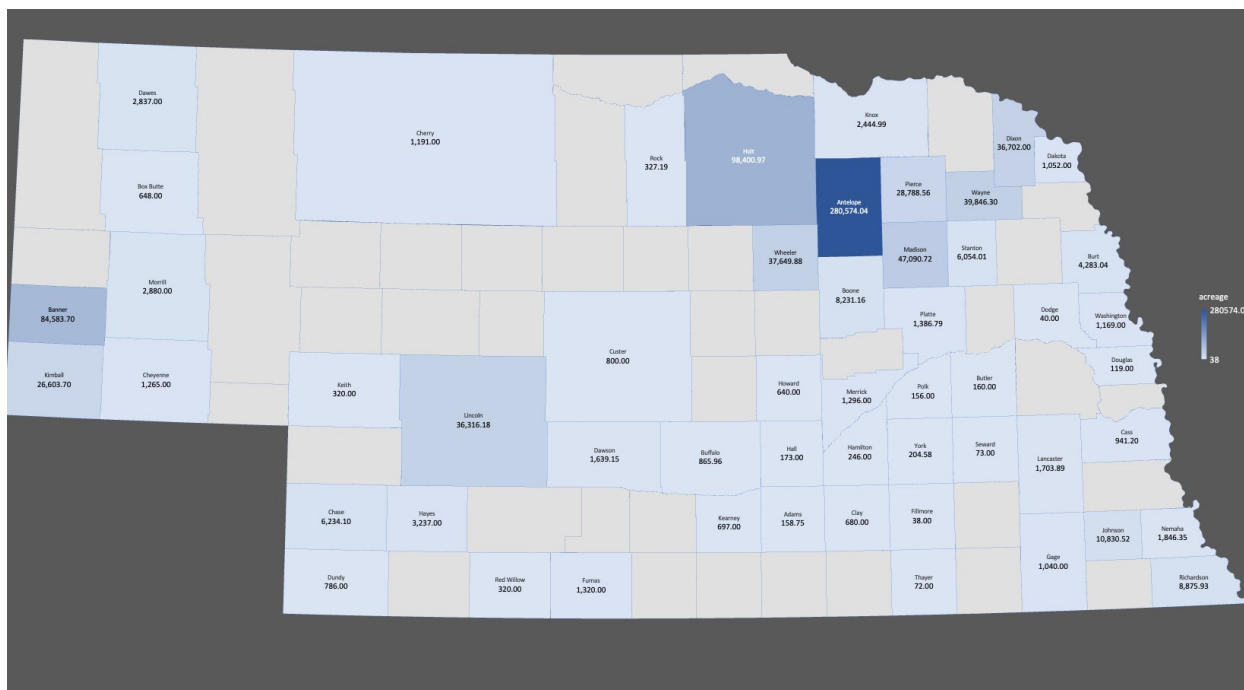 Dawes
2,837.00
Cherry
1,191.00
Rock
327.19
Holt
98,400.97
Knox
2,444.99
Dixon
36,702.00
Dakota
1,052.00
Box Butte
648.00
Antelope
280,574.04
Pierce
28,788.56
Wayne
39,846.30
Wheeler
37,649.88
Madison
47,090.72
Stanton
6,054.01
Burt
4,283.04
Morrill
2,880.00
Boone
8,231.16
Banner
84,583.70
Platte
1,386.79
Dodge
40.00
Washington
1,169.00
acreage
280574.0
38
Custer
800.00
Kimball
26,603.70
Cheyenne
1,265.00
Keith
320.00
Lincoln
36,316.18
Howard
640.00
Merrick
1,296.00
Polk
156.00
Butler
160.00
Douglas
119.00
Cass
941.20
Dawson
1,639.15
Buffalo
865.96
Hall
173.00
Hamilton
246.00
York
204.58
Seward
73.00
Lancaster
1,703.89
Chase
6,234.10
Hayes
3,237.00
Kearney
697.00
Adams
158.75
Clay
680.00
Fillmore
38.00
Johnson
10,830.52
Nemaha
1,846.35
Dundy
786.00
Red Willow
320.00
Furnas
1,320.00
Thayer
72.00
Gage
1,040.00
Richardson
8,875.93